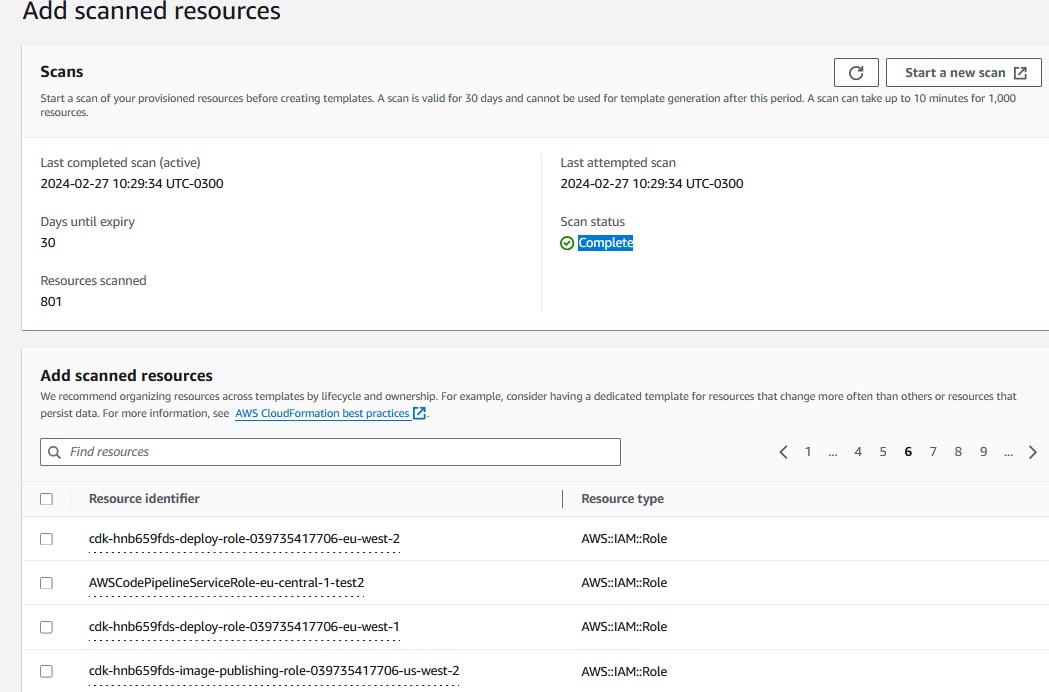 Add scanned resources
Scans
Start a new scan
Start a scan of your provisioned resources before creating templates. A scan is valid for 30 days and cannot be used for template generation after this period. A scan can take up to 10 minutes for 1,000
resources.
Last completed scan (active)
2024-02-27 10:29:34 UTC-0300
Days until expiry
30
Resources scanned
801
Last attempted scan
2024-02-27 10:29:34 UTC-0300
Scan status
Complete
Add scanned resources
We recommend organizing resources across templates by lifecycle and ownership. For example, consider having a dedicated template for resources that change more often than others or resources that
persist data. For more information, see AWS CloudFormation best practices.
Find resources
1 ... 4 5 6 7 8 9 ...
Resource identifier Resource type
cdk-hnb659fds-deploy-role-039735417706-eu-west-2 AWS::IAM::Role
AWSCodePipelineServiceRole-eu-central-1-test2 AWS::IAM::Role
cdk-hnb659fds-deploy-role-039735417706-eu-west-1 AWS::IAM::Role
cdk-hnb659fds-image-publishing-role-039735417706-us-west-2 AWS::IAM::Role